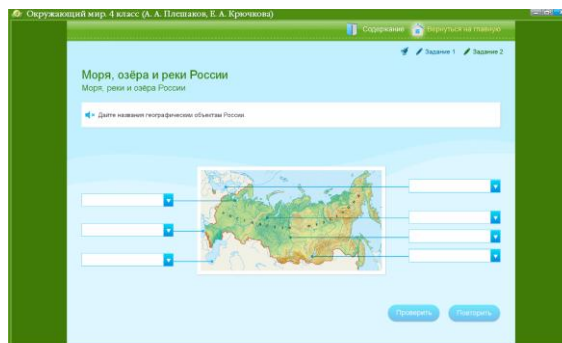 Окружающий мир. 4 класс (А. А. Плешаков, Е. А. Крючкова)
Содержание
Вернуться на главную
Задание 1
Задание 2
Моря, озёра и реки России
Моря, реки и озёра России
Дайте названия географическим объектам России.
Проверить
Повторить